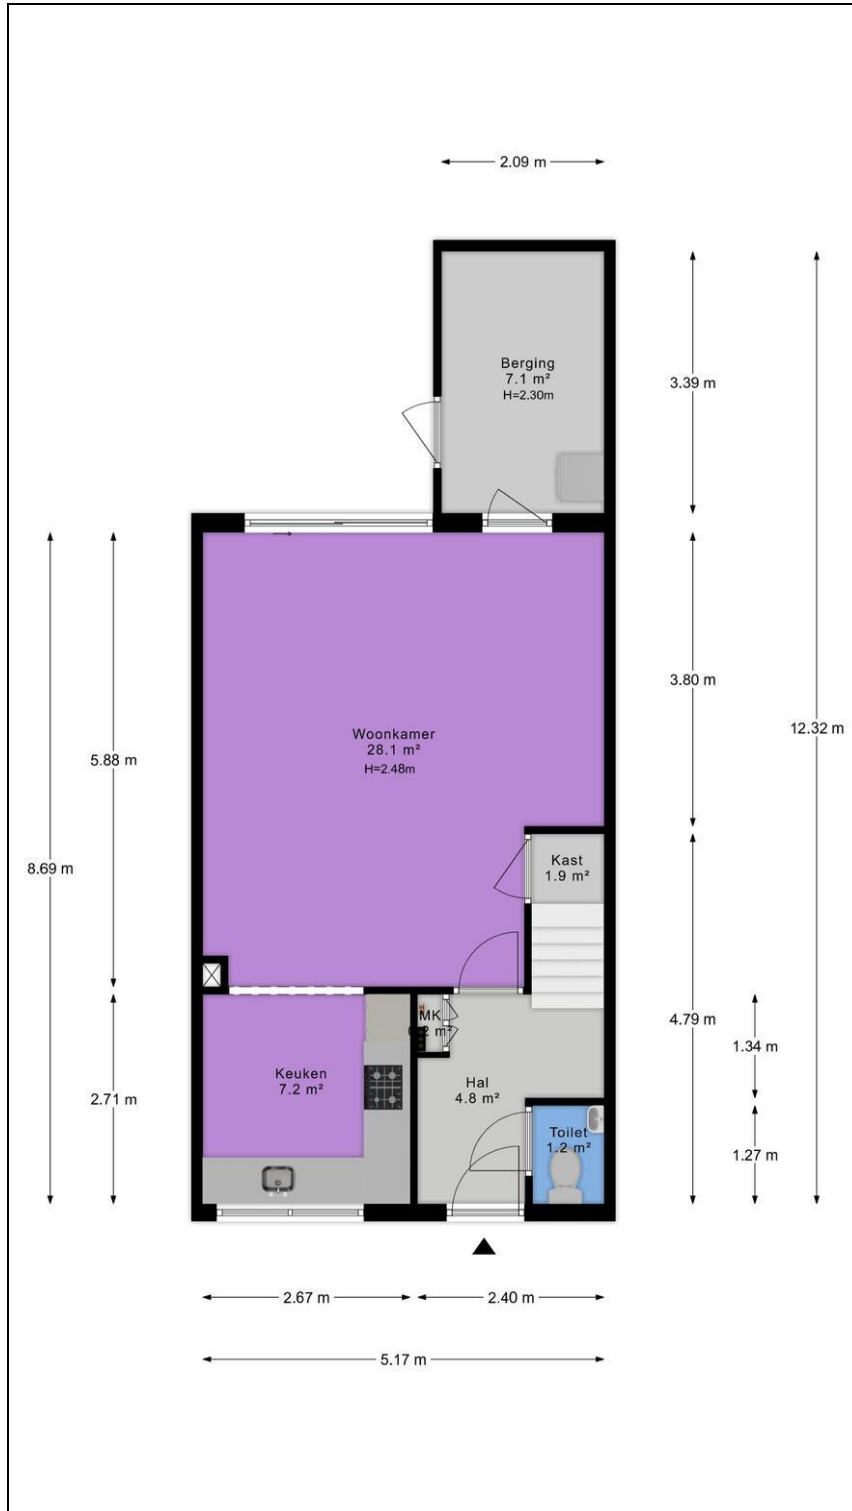 2.09 m
Berging
7.1 m²
H=2.30m
3.39 m
Woonkamer
28.1 m²
H=2.48m
3.80 m
12.32 m
5.88 m
8.69 m
Kast
1.9 m²
MK
m²
4.79 m
1.34 m
Keuken
7.2 m²
Hal
4.8 m²
2.71 m
Toilet
1.2 m²
1.27 m
2.67 m
2.40 m
5.17 m